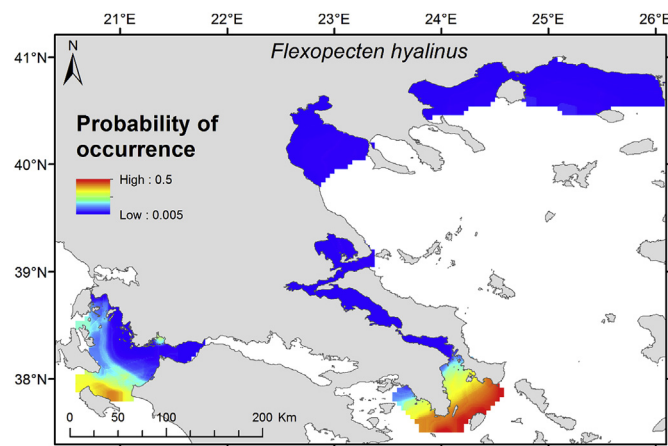 21°E 22°E 23°E 24°E 25°E 26°E
41°N
N
Flexopecten hyalinus
Probability of
occurrence
40°N
High : 0.5
Low : 0.005
39°N
38°N
0 50 100 200 Km